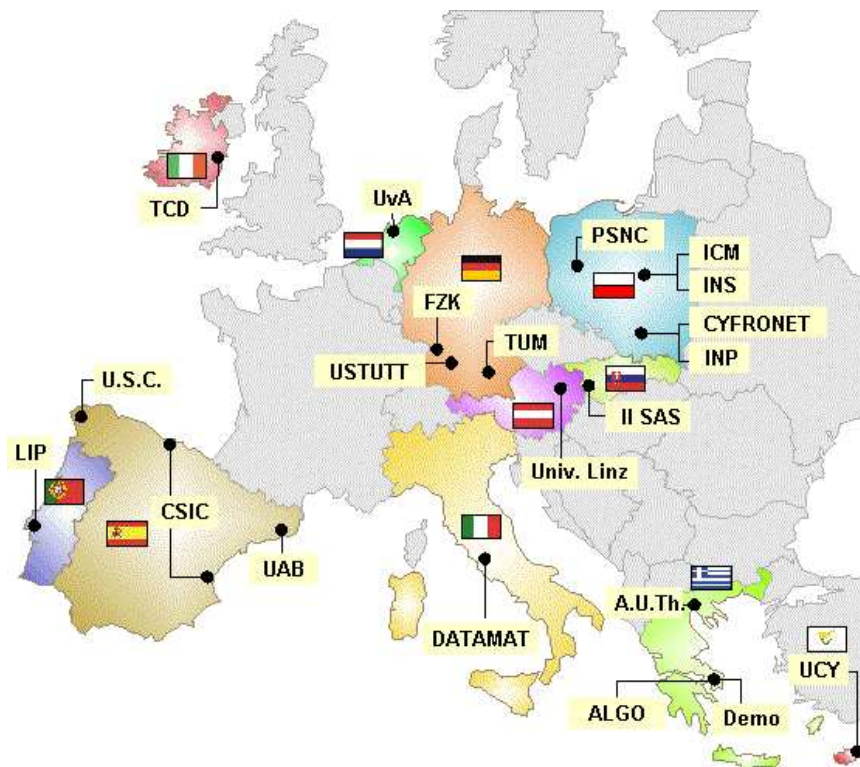 UvA
TCD
PSNC
ICM
INS
FZK
CYFRONET
TUM
INP
USTUTT
U.S.C.
II SAS
LIP
Univ. Linz
CSIC
UAB
A.U.Th.
DATAMAT
UCY
ALGO
Demo